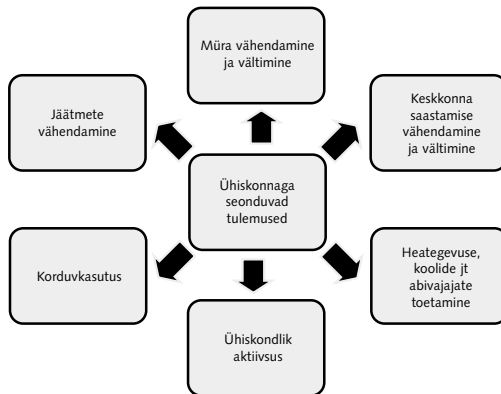 Müra vähendamine
ja vältimine
Jäätmete
vähendamine
Keskkonna
saastamise
vähendamine
ja vältimine
Ühiskonnaga
seonduvad
tulemused
Korduvkasutus
Heategevuse,
koolide jt
abivajajate
toetamine
Ühiskondlik
aktiivsus